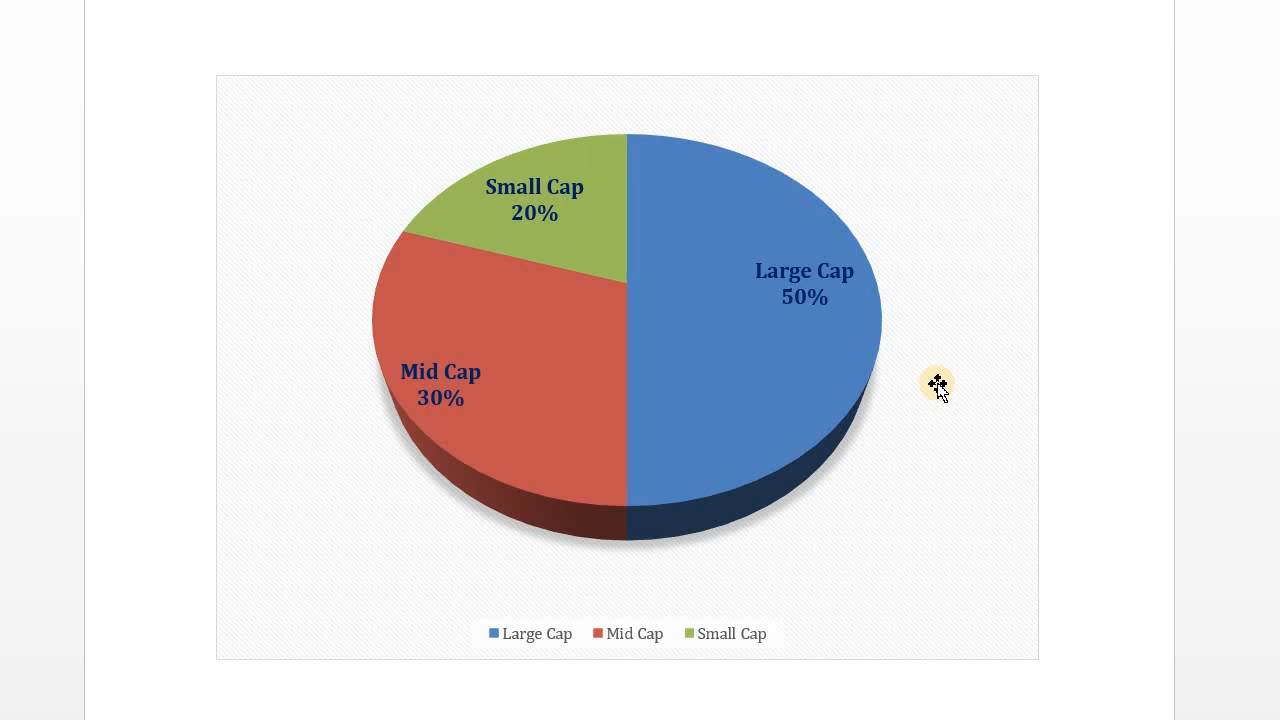 Small Cap
20%
Large Cap
50%
Mid Cap
30%
Large Cap Mid Cap Small Cap